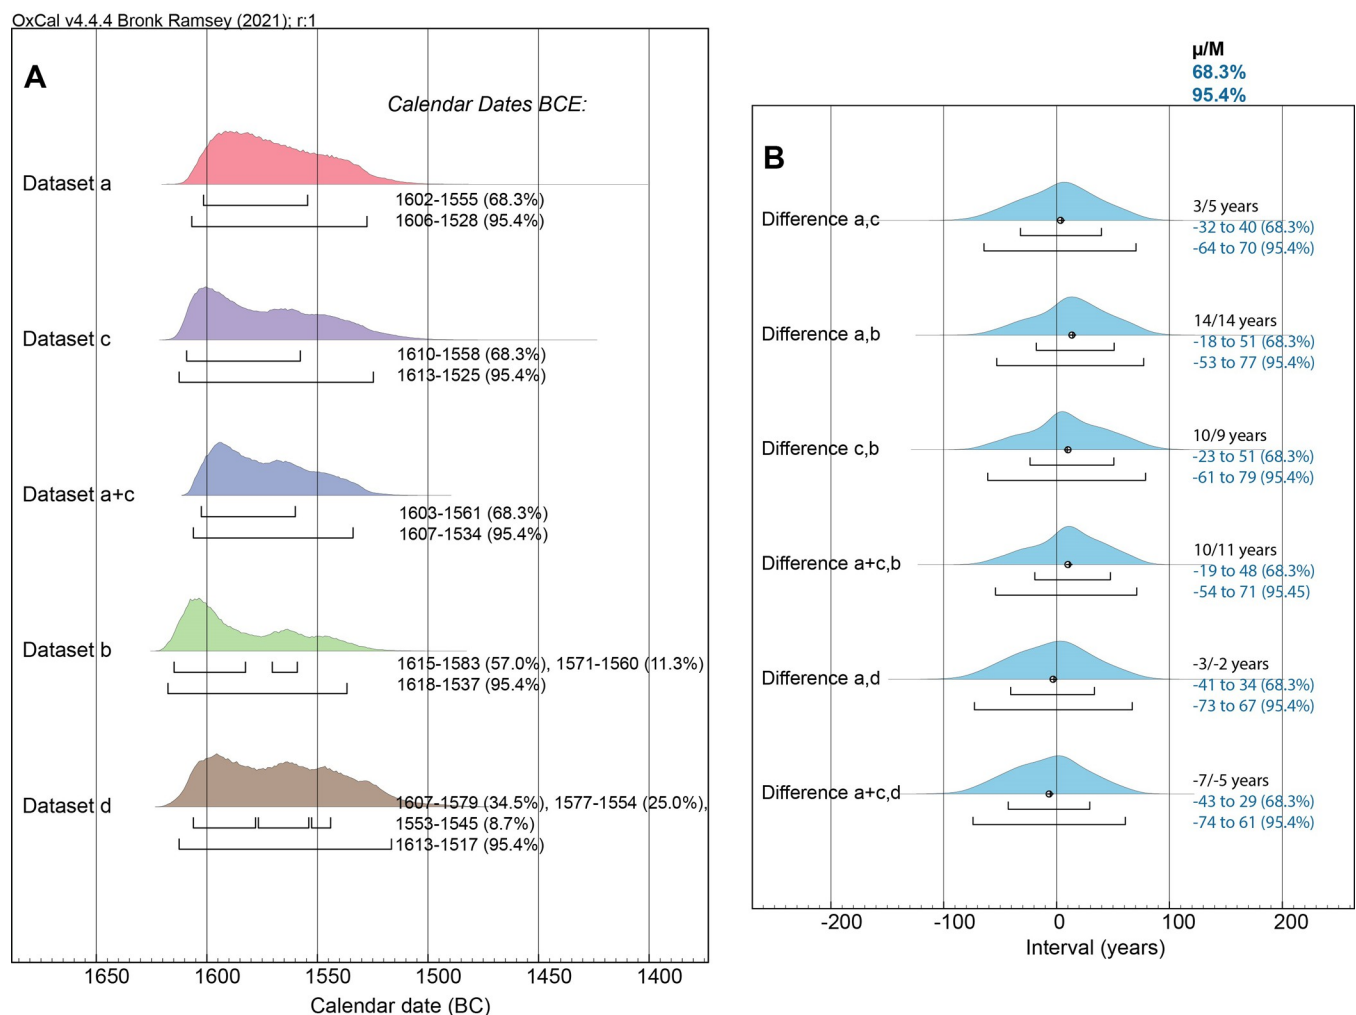 OxCal v4.4.4 Bronk Ramsey (2021); r:1
A
Calendar Dates BCE:
Dataset a
1602-1555 (68.3%)
1606-1528 (95.4%)
Dataset c
1610-1558 (68.3%)
1613-1525 (95.4%)
Dataset a+c
1603-1561 (68.3%)
1607-1534 (95.4%)
Dataset b
1615-1583 (57.0%), 1571-1560 (11.3%)
1618-1537 (95.4%)
Dataset d
1607-1579 (34.5%), 1577-1554 (25.0%),
1553-1545 (8.7%)
1613-1517 (95.4%)
1650 1600 1550 1500 1450 1400
Calendar date (BC)
µ/M
68.3%
95.4%
B
Difference a,c
3/5 years
-32 to 40 (68.3%)
-64 to 70 (95.4%)
Difference a,b
14/14 years
-18 to 51 (68.3%)
-53 to 77 (95.4%)
Difference c,b
10/9 years
-23 to 51 (68.3%)
-61 to 79 (95.4%)
Difference a+c,b
10/11 years
-19 to 48 (68.3%)
-54 to 71 (95.45)
Difference a,d
-3/-2 years
-41 to 34 (68.3%)
-73 to 67 (95.4%)
Difference a+c,d
-7/-5 years
-43 to 29 (68.3%)
-74 to 61 (95.4%)
-200 -100 0 100 200
Interval (years)